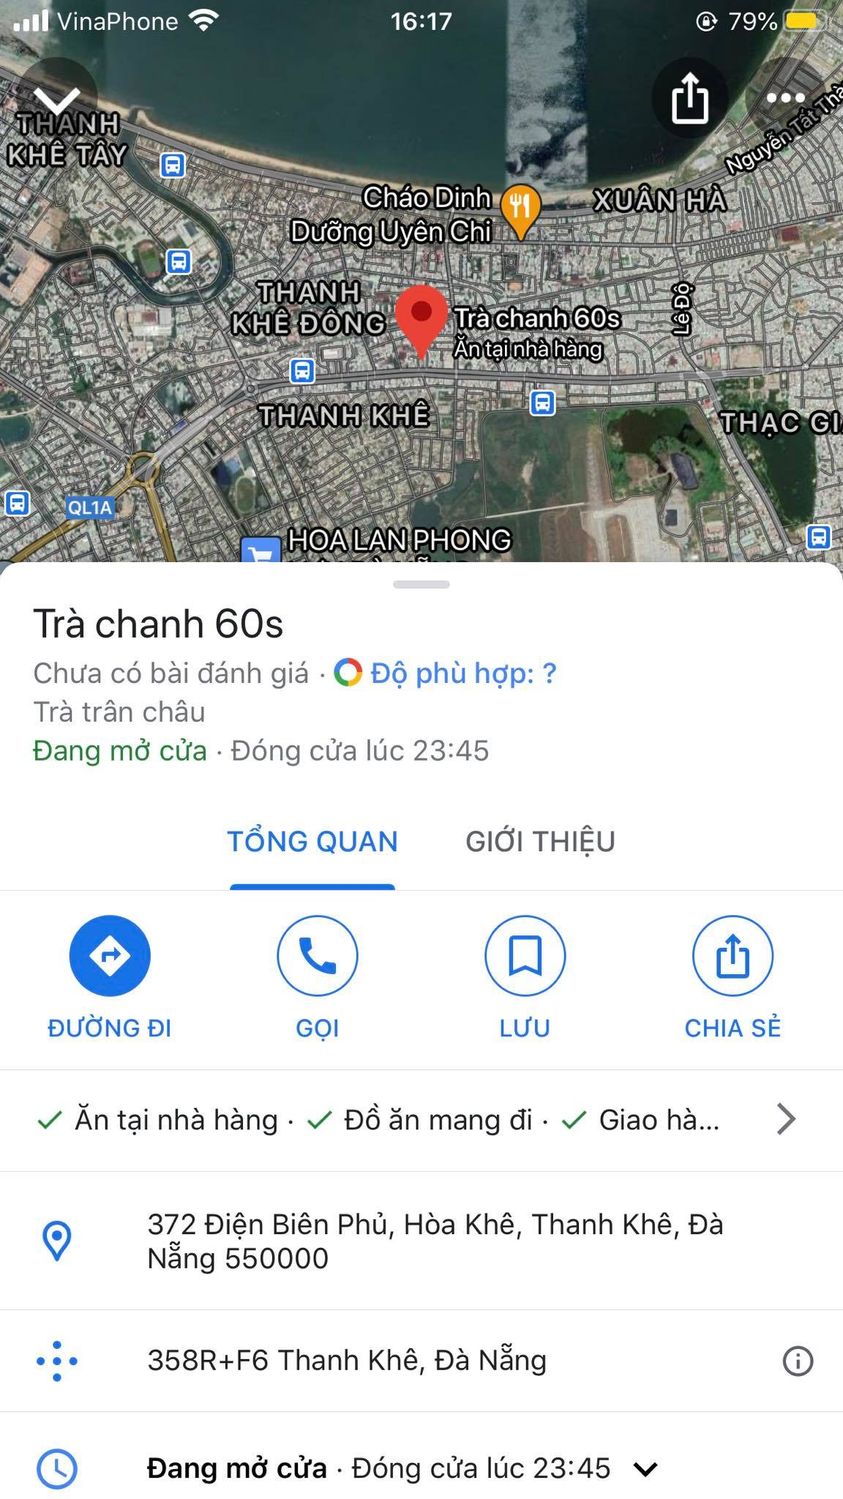 VinaPhone 16:17 79%
THANH
KHÊ TÂY
Nguyễn Tất Thà
Cháo Dinh
Dưỡng Uyên Chi
XUÂN HÀ
THANH
KHÊ ĐÔNG
Lê Độ
Trà chanh 60s
Ăn tại nhà hàng
THANH KHÊ
THẠC GI
QL1A
HOA LAN PHONG
Trà chanh 60s
Chưa có bài đánh giá · Độ phù hợp: ?
Trà trân châu
Đang mở cửa · Đóng cửa lúc 23:45
TỔNG QUAN GIỚI THIỆU
ĐƯỜNG ĐI GỌI LƯU CHIA SẺ
Ăn tại nhà hàng · Đồ ăn mang đi · Giao hà...
372 Điện Biên Phủ, Hòa Khê, Thanh Khê, Đà
Nẵng 550000
358R+F6 Thanh Khê, Đà Nẵng
Đang mở cửa · Đóng cửa lúc 23:45